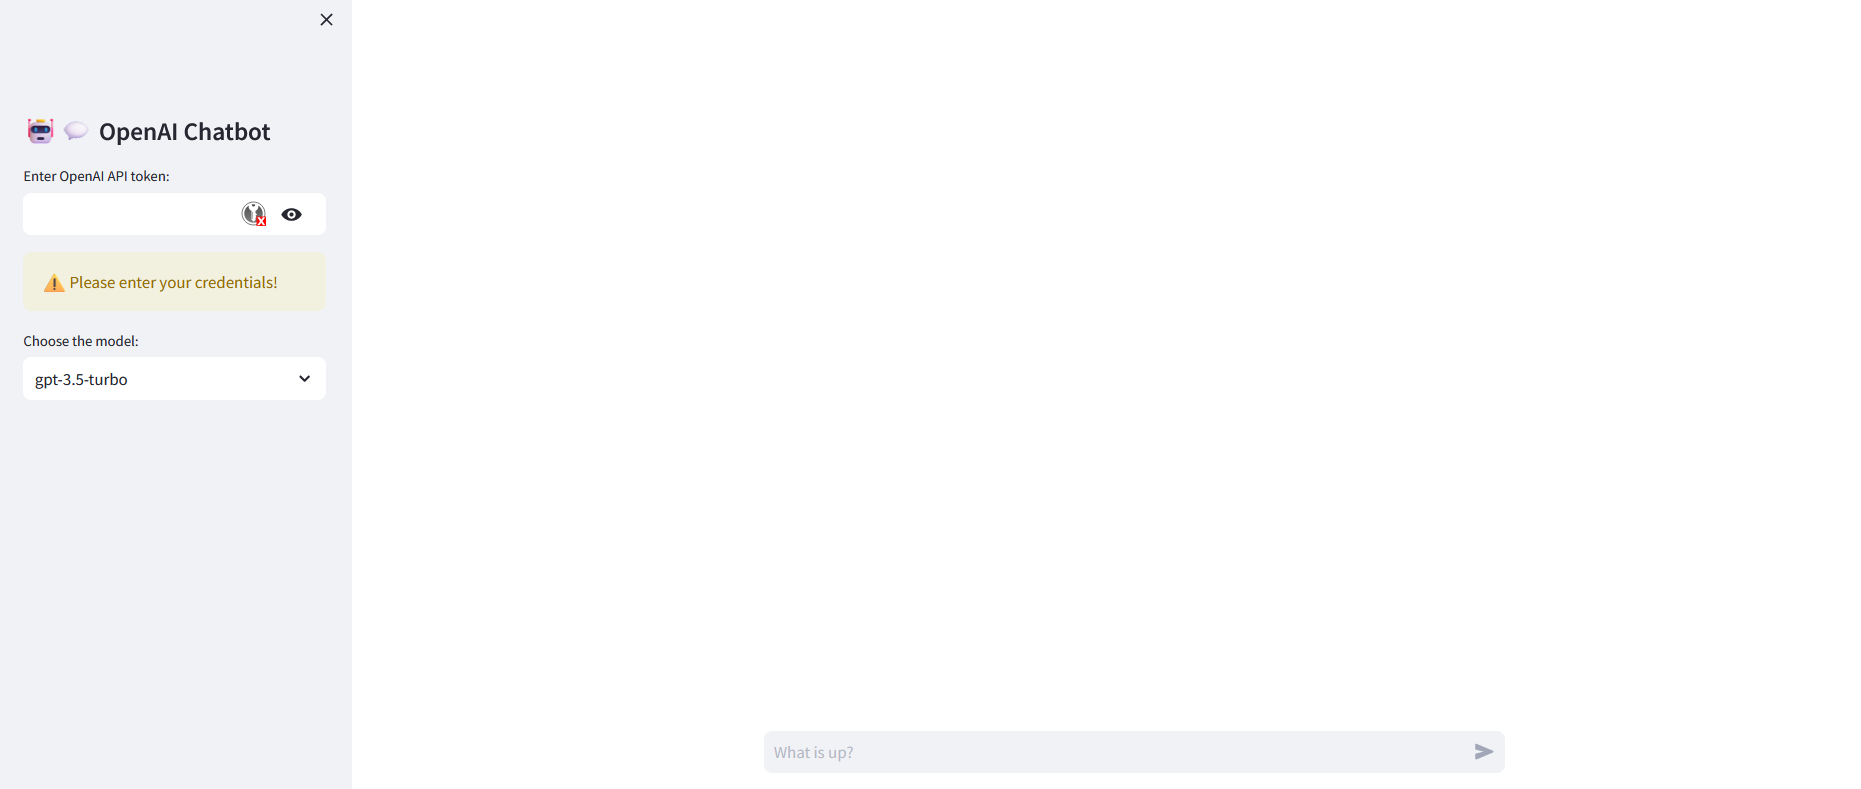 OpenAI Chatbot
Enter OpenAI API token:
Please enter your credentials!
Choose the model:
gpt-3.5-turbo
What is up?